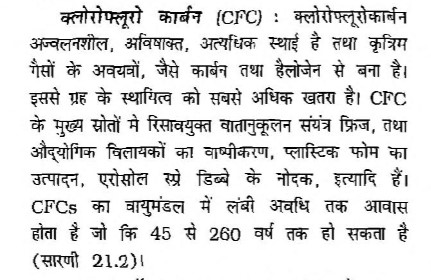 क्लोरोफ्लूरो कार्बन (CFC) : क्लोरोफ्लूरोकार्बन
अज्वलनशील, अविषाक्त, अत्यधिक स्थाई है तथा कृत्रिम
गैसों के अवयवों, जैसे कार्बन तथा हैलोजेन से बना है।
इससे ग्रह के स्थायित्व को सबसे अधिक खतरा है। CFC
के मुख्य स्रोतों मे रिसावयुक्त वातानुकूलन संयंत्र फ्रिज, तथा
औद्योगिक विलायकों का वाष्पीकरण, प्लास्टिक फोम का
उत्पादन, एरोसोल स्प्रे डिब्बे के नोदक, इत्यादि हैं।
CFCs का वायुमंडल में लंबी अवधि तक आवास
होता है जो कि 45 से 260 वर्ष तक हो सकता है
(सारणी 21.2)।